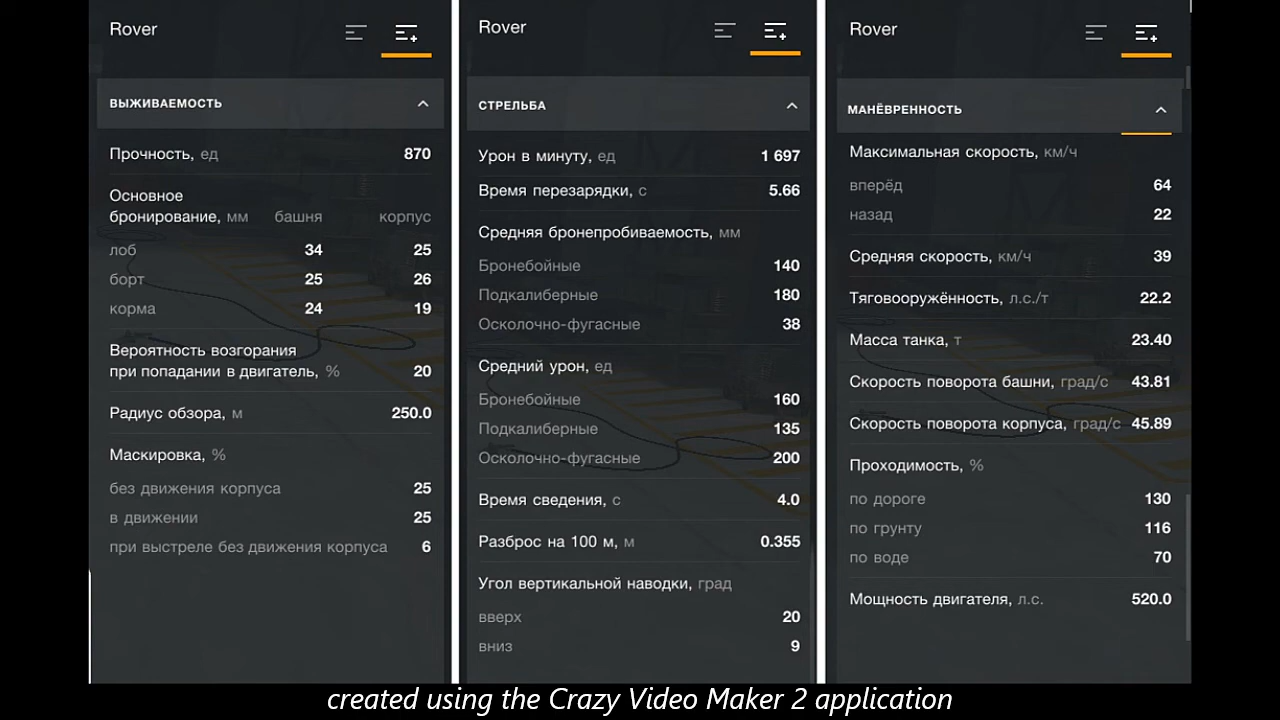 Rover
ВЫЖИВАЕМОСТЬ
Прочность, ед 870
Основное
бронирование, мм башня корпус
лоб 34 25
борт 25 26
корма 24 19
Вероятность возгорания
при попадании в двигатель, % 20
Радиус обзора, м 250.0
Маскировка, %
без движения корпуса 25
в движении 25
при выстреле без движения корпуса 6
Rover
СТРЕЛЬБА
Урон в минуту, ед 1 697
Время перезарядки, с 5.66
Средняя бронепробиваемость, мм
Бронебойные 140
Подкалиберные 180
Осколочно-фугасные 38
Средний урон, ед
Бронебойные 160
Подкалиберные 135
Осколочно-фугасные 200
Время сведения, с 4.0
Разброс на 100 м, м 0.355
Угол вертикальной наводки, град
вверх 20
вниз 9
Rover
МАНЁВРЕННОСТЬ
Максимальная скорость, км/ч
вперёд 64
назад 22
Средняя скорость, км/ч 39
Тяговооружённость, л.с./т 22.2
Масса танка, т 23.40
Скорость поворота башни, град/с 43.81
Скорость поворота корпуса, град/с 45.89
Проходимость, %
по дороге 130
по грунту 116
по воде 70
Мощность двигателя, л.с. 520.0
created using the Crazy Video Maker 2 application